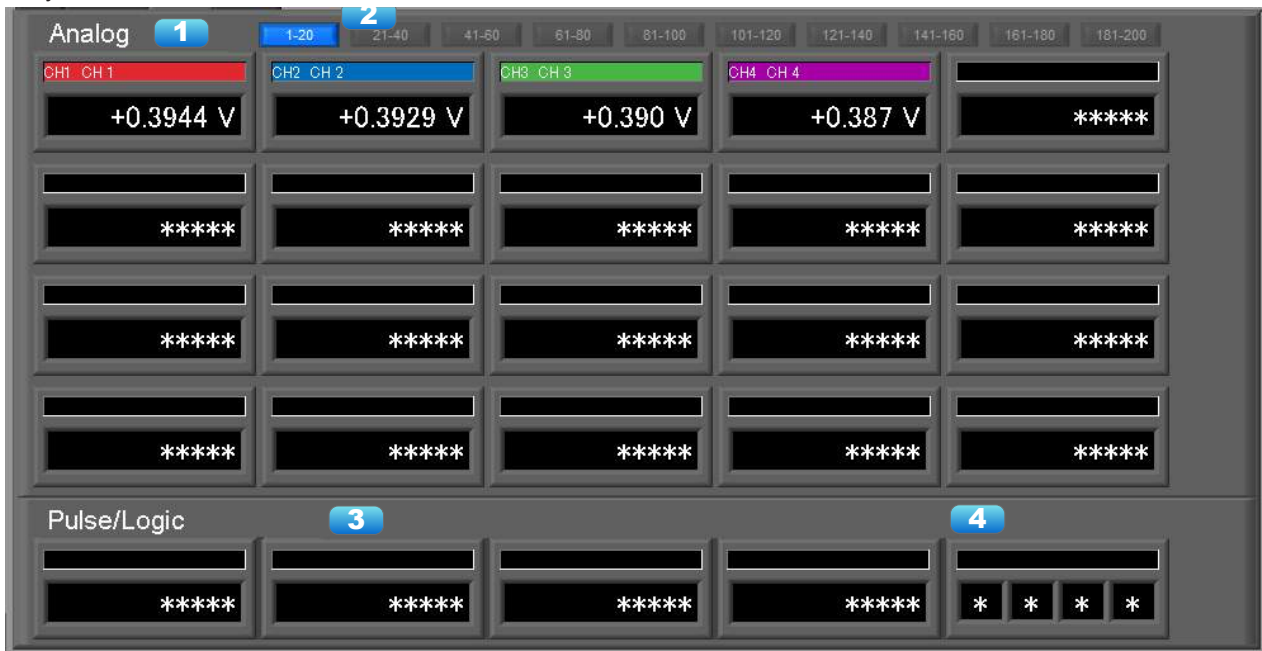 Analog 1 2 1-20 21-40 41-60 61-80 81-100 101-120 121-140 141-160 161-180 181-200
CH1 CH 1 CH2 CH 2 CH3 CH 3 CH4 CH 4
+0.3944 V +0.3929 V +0.390 V +0.387 V *****
***** ***** ***** ***** *****
***** ***** ***** ***** *****
***** ***** ***** ***** *****
Pulse/Logic 3 4
***** ***** ***** ***** * * * *